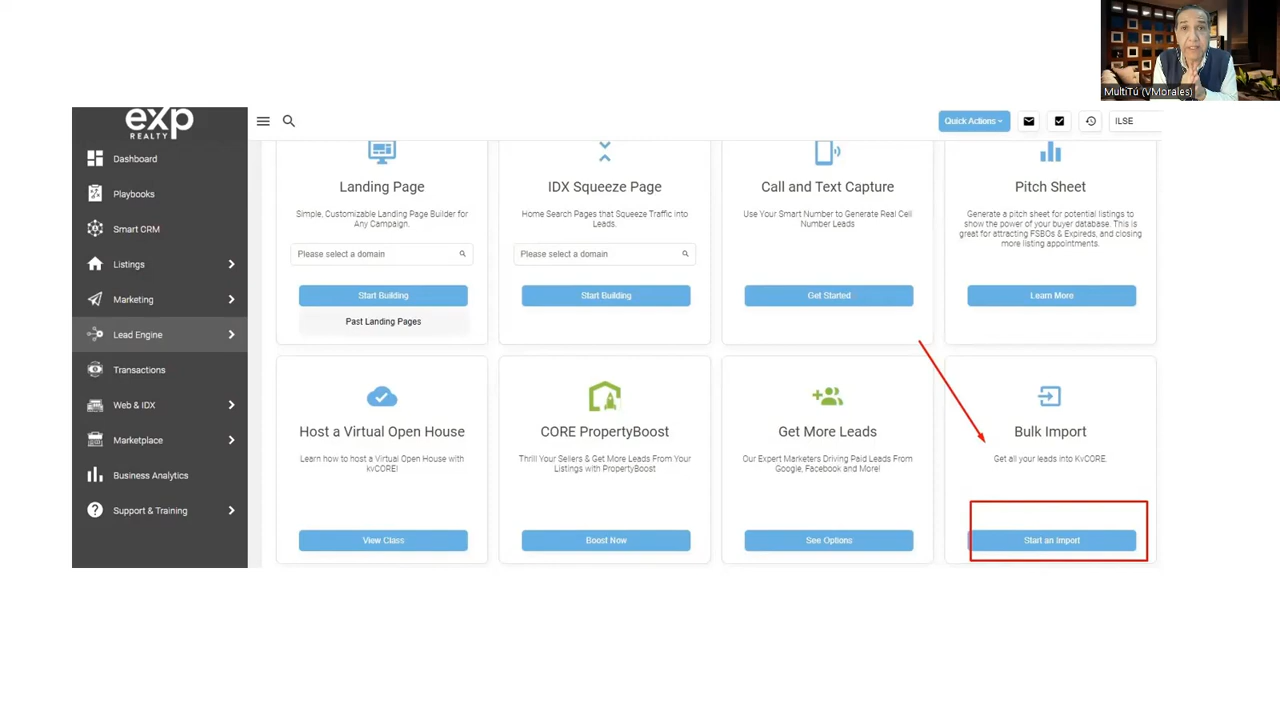 MultiTú (VMorales)
exp
REALTY
Quick Actions
ILSE
Dashboard
Playbooks
Smart CRM
Listings
Marketing
Lead Engine
Transactions
Web & IDX
Marketplace
Business Analytics
Support & Training
Landing Page
Simple, Customizable Landing Page Builder for
Any Campaign.
Please select a domain
Start Building
Past Landing Pages
IDX Squeeze Page
Home Search Pages that Squeeze Traffic into
Leads.
Please select a domain
Start Building
Call and Text Capture
Use Your Smart Number to Generate Real Cell
Number Leads
Get Started
Pitch Sheet
Generate a pitch sheet for potential listings to
show the power of your buyer database. This is
great for attracting FSBOs & Expireds, and closing
more listing appointments.
Learn More
Host a Virtual Open House
Learn how to host a Virtual Open House with
kvCORE!
View Class
CORE PropertyBoost
Thrill Your Sellers & Get More Leads From Your
Listings with PropertyBoost
Boost Now
Get More Leads
Our Expert Marketers Driving Paid Leads From
Google, Facebook and More!
See Options
Bulk Import
Get all your leads into KvCORE.
Start an Import